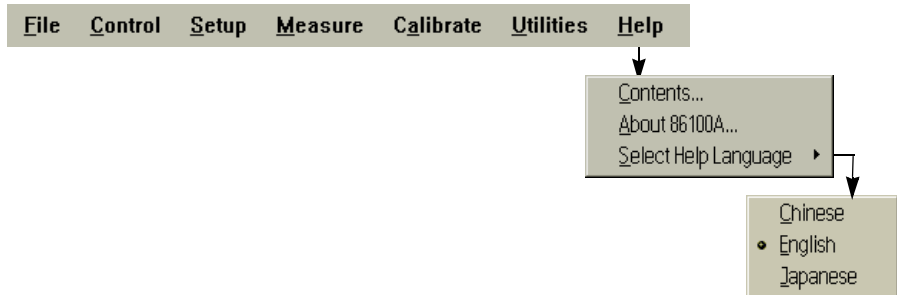 File Control Setup Measure Calibrate Utilities Help
Contents...
About 86100A...
Select Help Language
Chinese
English
Japanese